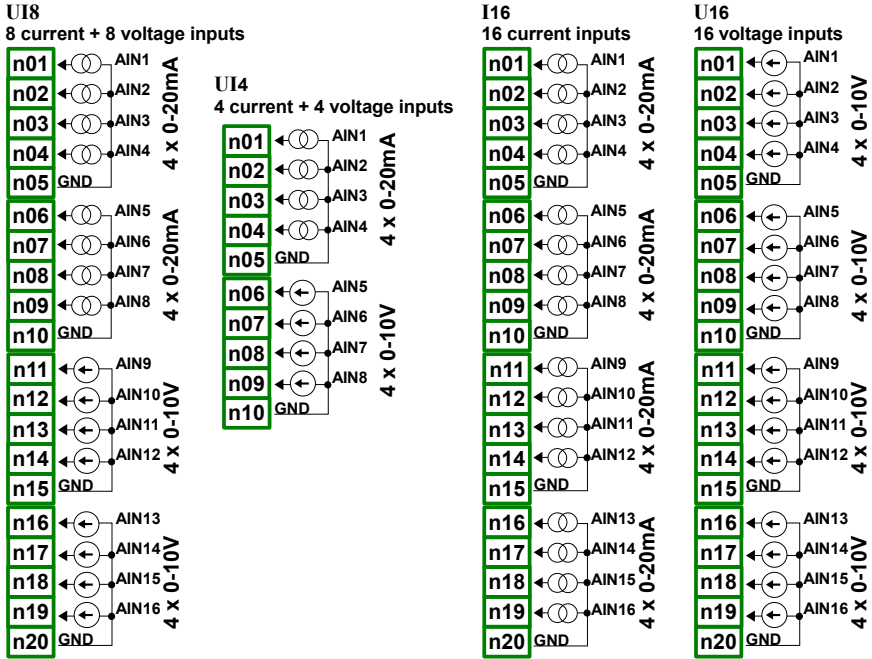 UI8
8 current + 8 voltage inputs
n01 AIN1
n02 AIN2
n03 AIN3
n04 AIN4
n05 GND
4 x 0-20mA
n06 AIN5
n07 AIN6
n08 AIN7
n09 AIN8
n10 GND
4 x 0-20mA
n11 AIN9
n12 AIN10
n13 AIN11
n14 AIN12
n15 GND
4 x 0-10V
n16 AIN13
n17 AIN14
n18 AIN15
n19 AIN16
n20 GND
4 x 0-10V
UI4
4 current + 4 voltage inputs
n01 AIN1
n02 AIN2
n03 AIN3
n04 AIN4
n05 GND
4 x 0-20mA
n06 AIN5
n07 AIN6
n08 AIN7
n09 AIN8
n10 GND
4 x 0-10V
I16
16 current inputs
n01 AIN1
n02 AIN2
n03 AIN3
n04 AIN4
n05 GND
4 x 0-20mA
n06 AIN5
n07 AIN6
n08 AIN7
n09 AIN8
n10 GND
4 x 0-20mA
n11 AIN9
n12 AIN10
n13 AIN11
n14 AIN12
n15 GND
4 x 0-20mA
n16 AIN13
n17 AIN14
n18 AIN15
n19 AIN16
n20 GND
4 x 0-20mA
U16
16 voltage inputs
n01 AIN1
n02 AIN2
n03 AIN3
n04 AIN4
n05 GND
4 x 0-10V
n06 AIN5
n07 AIN6
n08 AIN7
n09 AIN8
n10 GND
4 x 0-10V
n11 AIN9
n12 AIN10
n13 AIN11
n14 AIN12
n15 GND
4 x 0-10V
n16 AIN13
n17 AIN14
n18 AIN15
n19 AIN16
n20 GND
4 x 0-10V